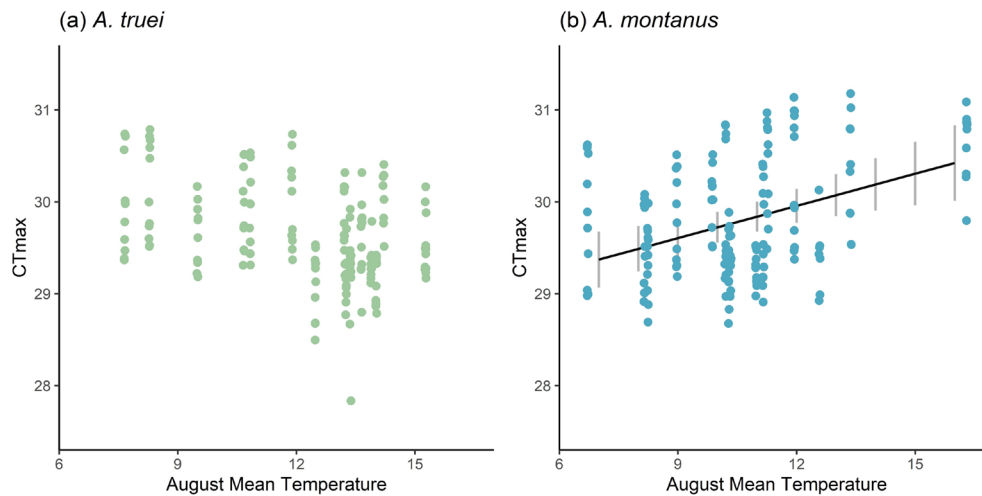 (a) A. truei
CTmax
31
30
29
28
6 9 12 15
August Mean Temperature
(b) A. montanus
CTmax
31
30
29
28
6 9 12 15
August Mean Temperature